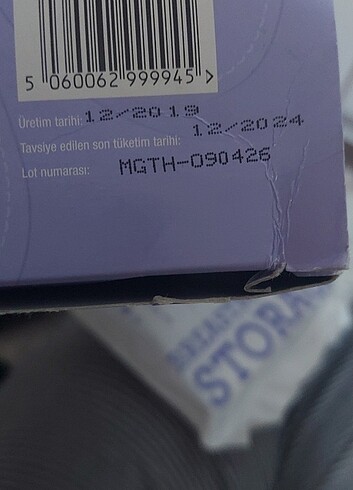 5 060062 999945 >
Üretim tarihi: 12/2019
Tavsiye edilen son tüketim tarihi: 12/2024
Lot numarası: MGTH-090426
STORA